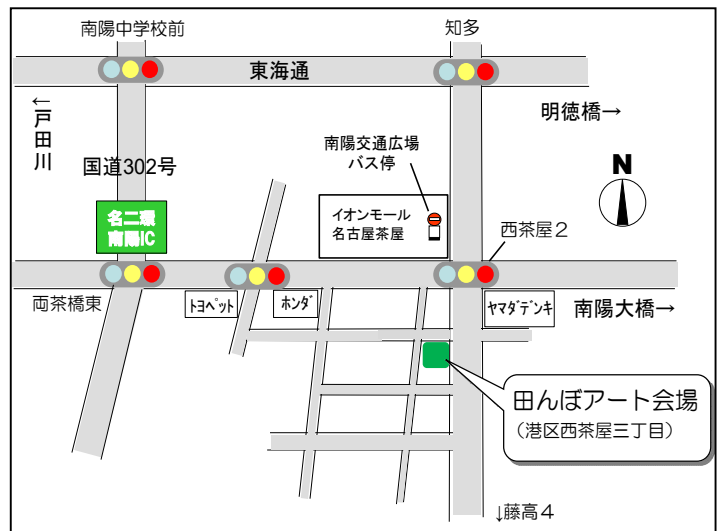 南陽中学校前
知多
東海通
←戸田川
明徳橋→
国道302号
南陽交通広場
バス停
N
名二環
南陽IC
イオンモール
名古屋茶屋
西茶屋２
両茶橋東
ﾄﾖﾍﾟｯﾄ
ﾎﾝﾀﾞ
ﾔﾏﾀﾞﾃﾞﾝｷ
南陽大橋→
田んぼアート会場
（港区西茶屋三丁目）
↓藤高４